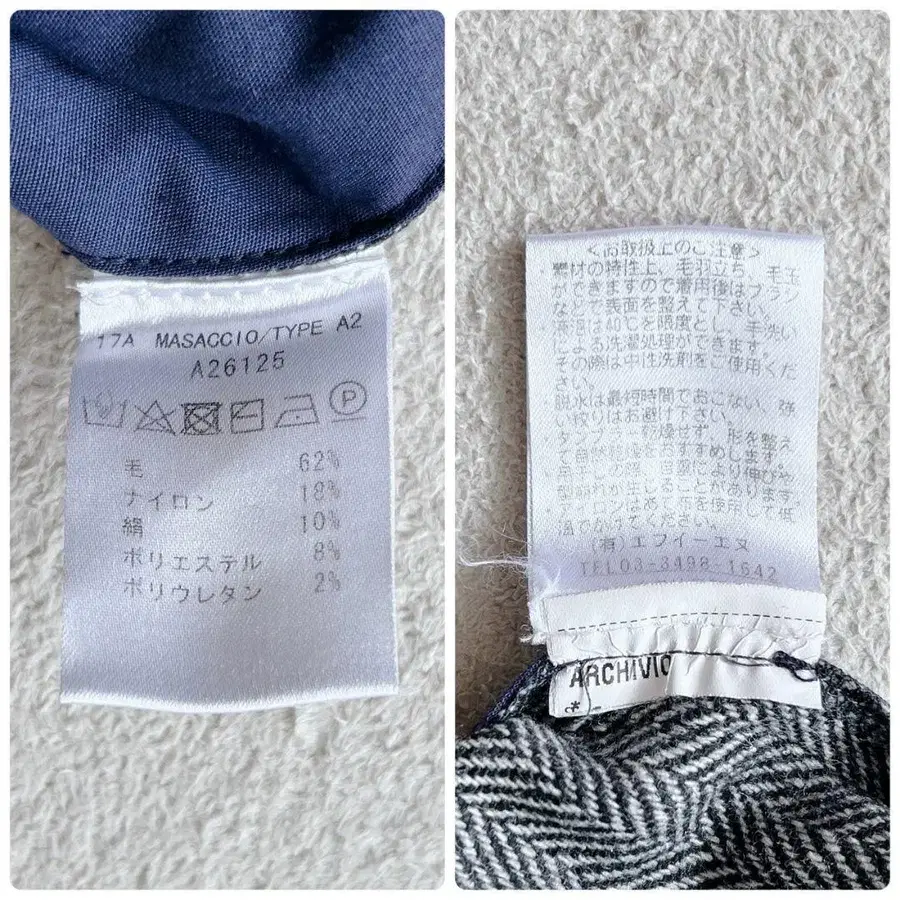 17A MASACCIO/TYPE A2
A26125
P
毛 62%
ナイロン 18%
絹 10%
ポリエステル 8%
ポリウレタン 2%
<お取扱上のご注意>
・素材の特性上、毛羽立ち、毛玉
ができますので着用後はブラシ
などで表面を整えて下さい。
・液温は40℃を限度とし、手洗い
による洗濯処理ができます。
その際は中性洗剤をご使用くだ
さい。
・脱水は最短時間でおこない、強
い絞りはお避け下さい。
・タンブラー乾燥せず、形を整え
て自然乾燥をおすすめします。
により伸びや
型崩れが生じることがあります
・アイロンはあて布を使用して低
温でかけてください。
(有)エフイーエヌ
TEL03-3498-1642
ARCHIVIO